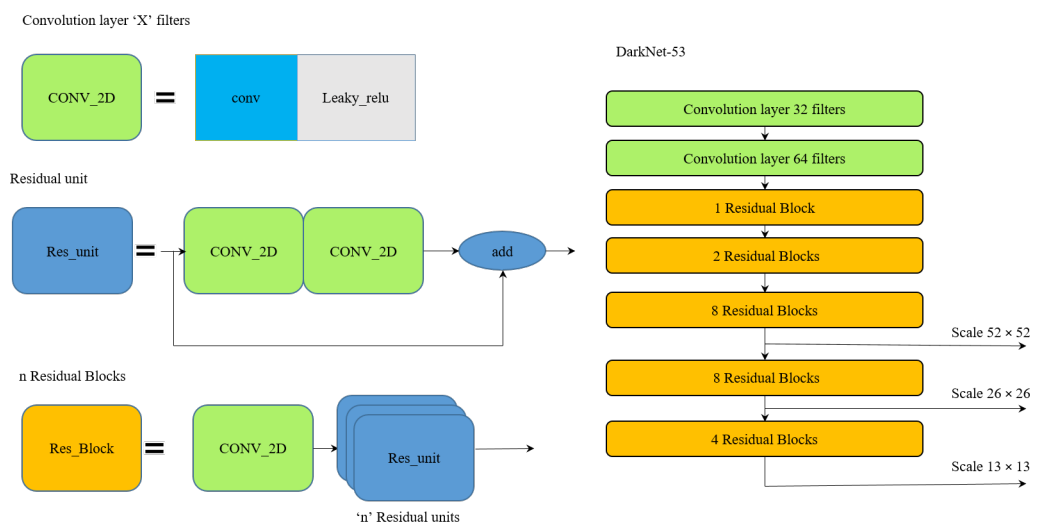 Convolution layer ‘X’ filters
CONV_2D
=
conv
Leaky_relu
Residual unit
Res_unit
=
CONV_2D
CONV_2D
add
n Residual Blocks
Res_Block
=
CONV_2D
Res_unit
‘n’ Residual units
DarkNet-53
Convolution layer 32 filters
Convolution layer 64 filters
1 Residual Block
2 Residual Blocks
8 Residual Blocks
Scale 52 × 52
8 Residual Blocks
Scale 26 × 26
4 Residual Blocks
Scale 13 × 13